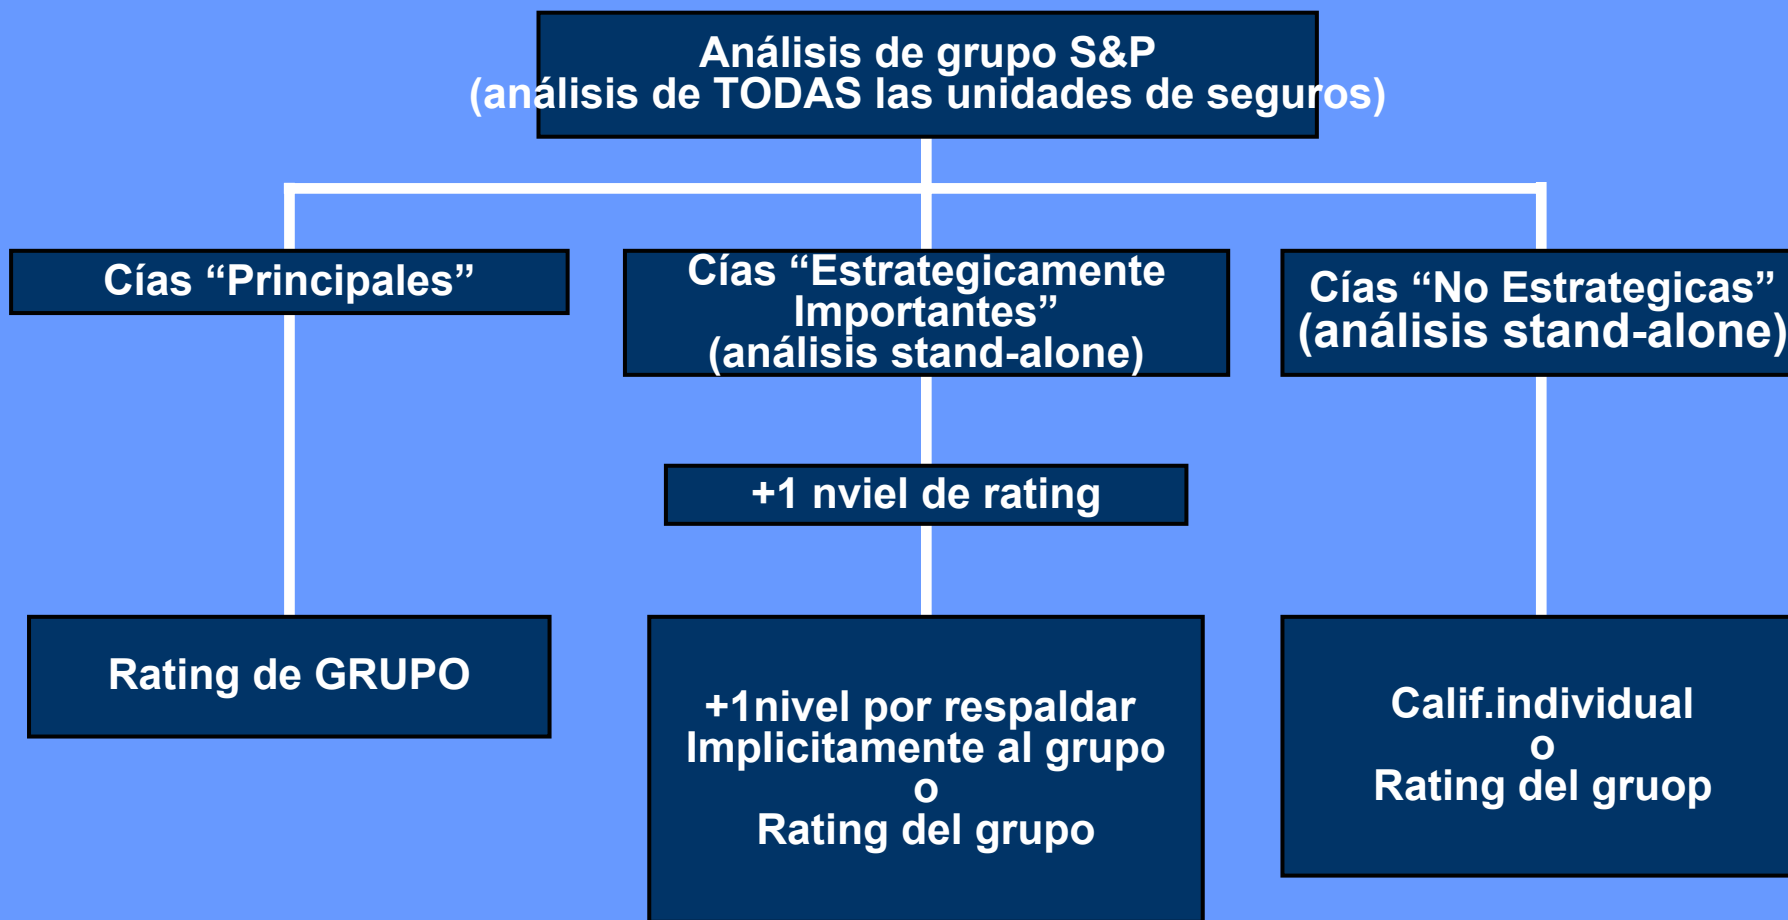 Análisis de grupo S&P
(análisis de TODAS las unidades de seguros)
Cías “Principales”
Cías “Estrategicamente
Importantes”
(análisis stand-alone)
Cías “No Estrategicas”
(análisis stand-alone)
+1 nviel de rating
Rating de GRUPO
+1nivel por respaldar
Implicitamente al grupo
o
Rating del grupo
Calif.individual
o
Rating del gruop